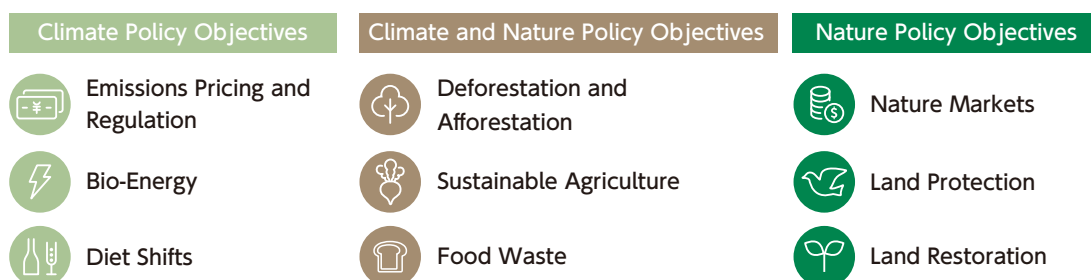 Climate Policy Objectives
Emissions Pricing and
Regulation
Bio-Energy
Diet Shifts
Climate and Nature Policy Objectives
Deforestation and
Afforestation
Sustainable Agriculture
Food Waste
Nature Policy Objectives
Nature Markets
Land Protection
Land Restoration